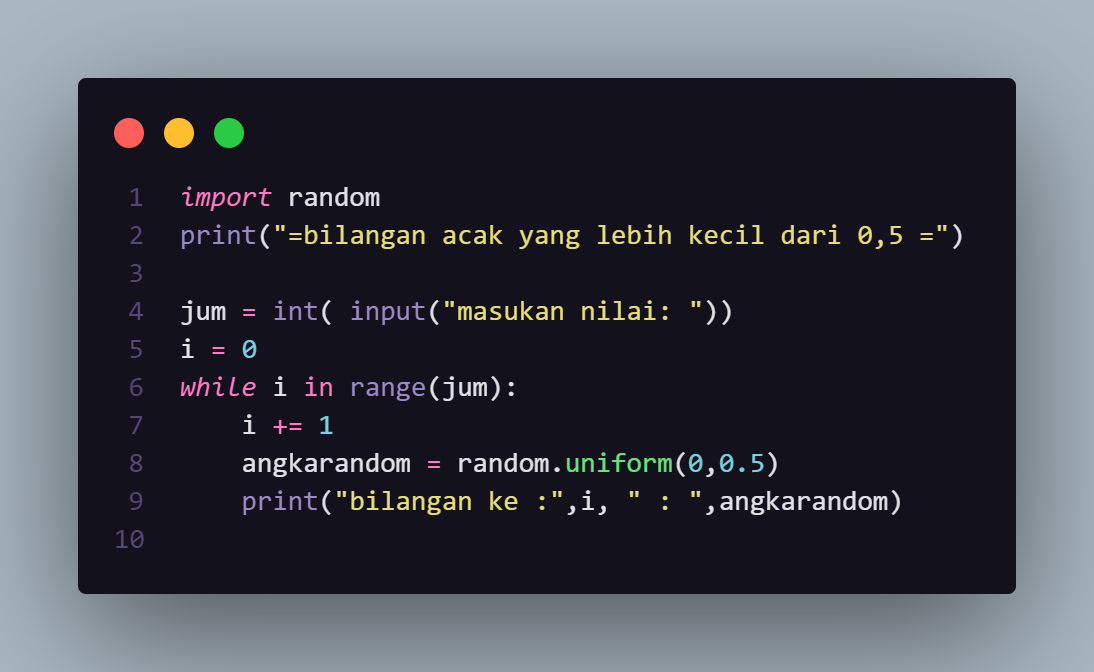 1 import random
2 print("=bilangan acak yang lebih kecil dari 0,5 =")
3
4 jum = int( input("masukan nilai: "))
5 i = 0
6 while i in range(jum):
7     i += 1
8     angkarandom = random.uniform(0,0.5)
9     print("bilangan ke :",i, " : ",angkarandom)
10